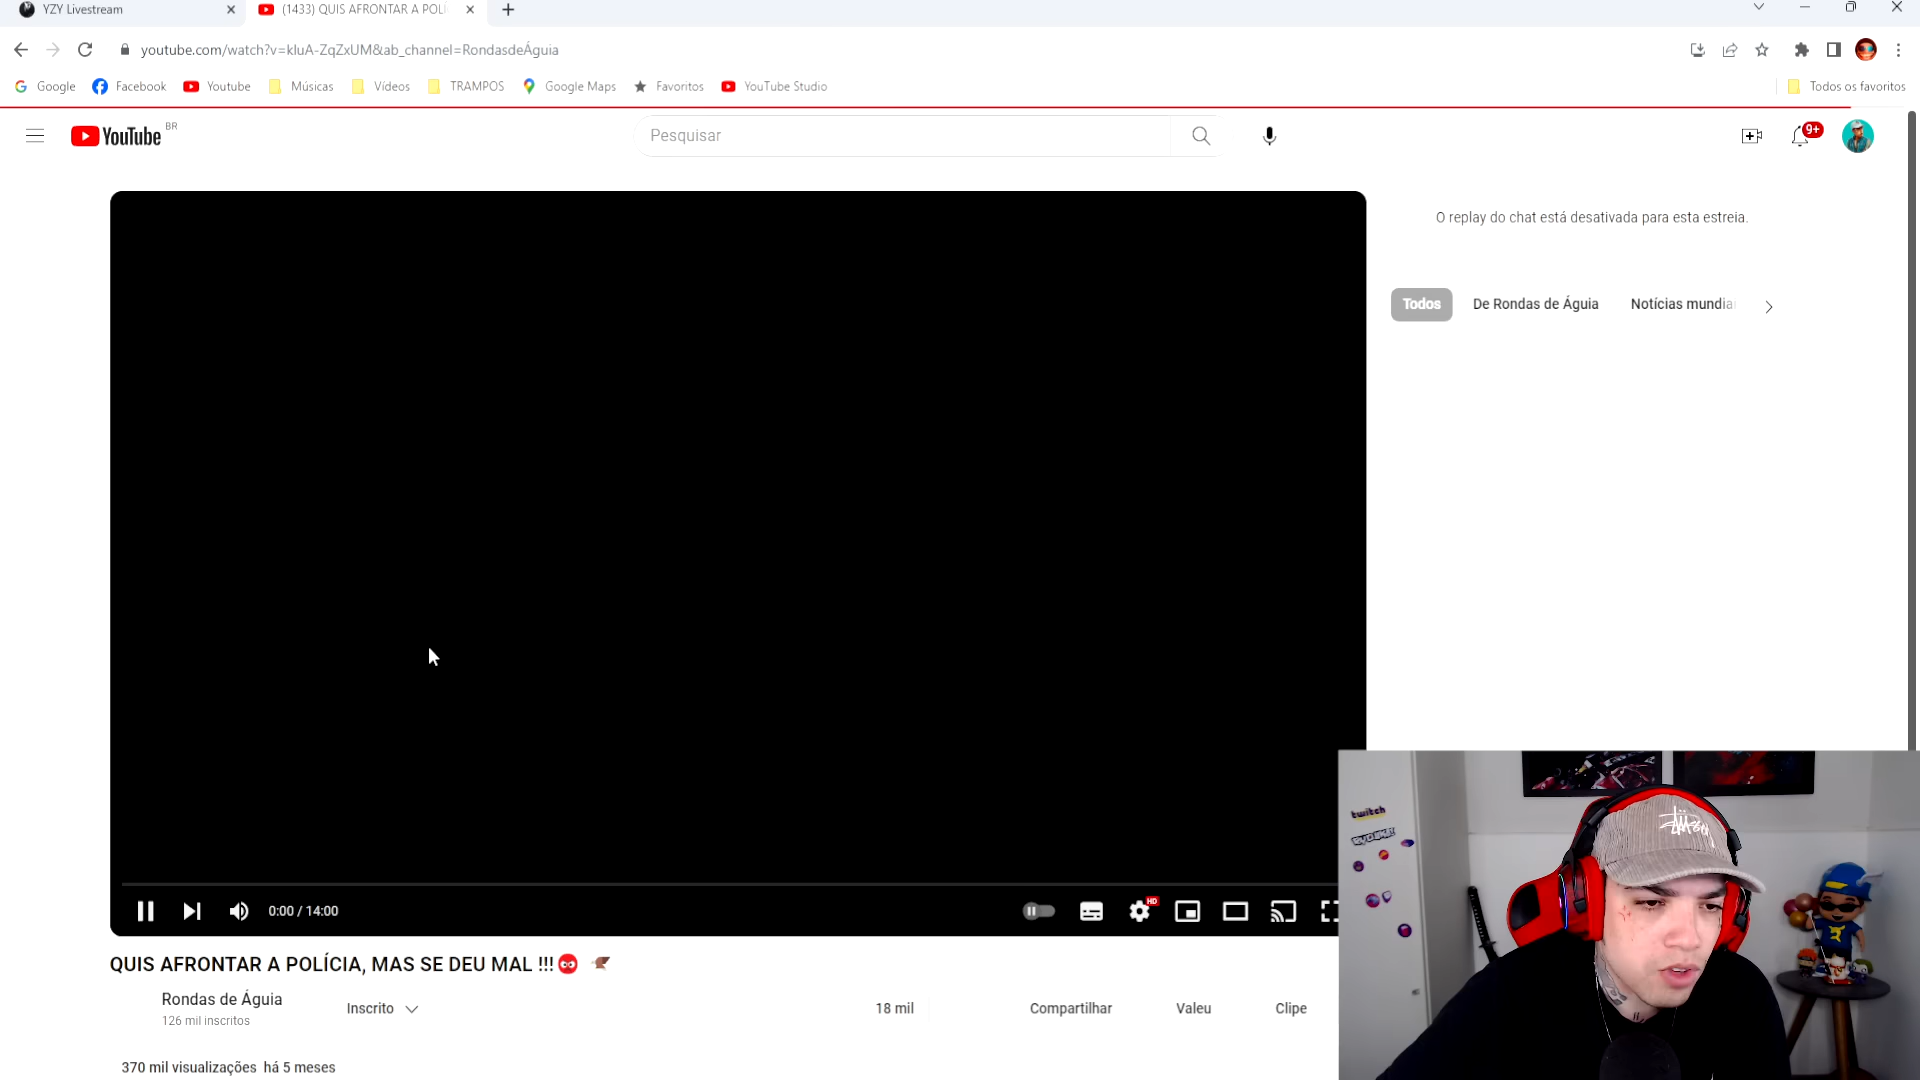 YZY Livestream
(1433) QUIS AFRONTAR A POLÍ
youtube.com/watch?v=kIuA-ZqZxUM&ab_channel=RondasdeÁguia
Google
Facebook
Youtube
Músicas
Vídeos
TRAMPOS
Google Maps
Favoritos
YouTube Studio
Todos os favoritos
YouTube BR
Pesquisar
9+
O replay do chat está desativada para esta estreia.
Todos
De Rondas de Águia
Notícias mundia
0:00 / 14:00
HD
twitch
QUIS AFRONTAR A POLÍCIA, MAS SE DEU MAL !!!
Rondas de Águia
126 mil inscritos
Inscrito
18 mil
Compartilhar
Valeu
Clipe
370 mil visualizações há 5 meses